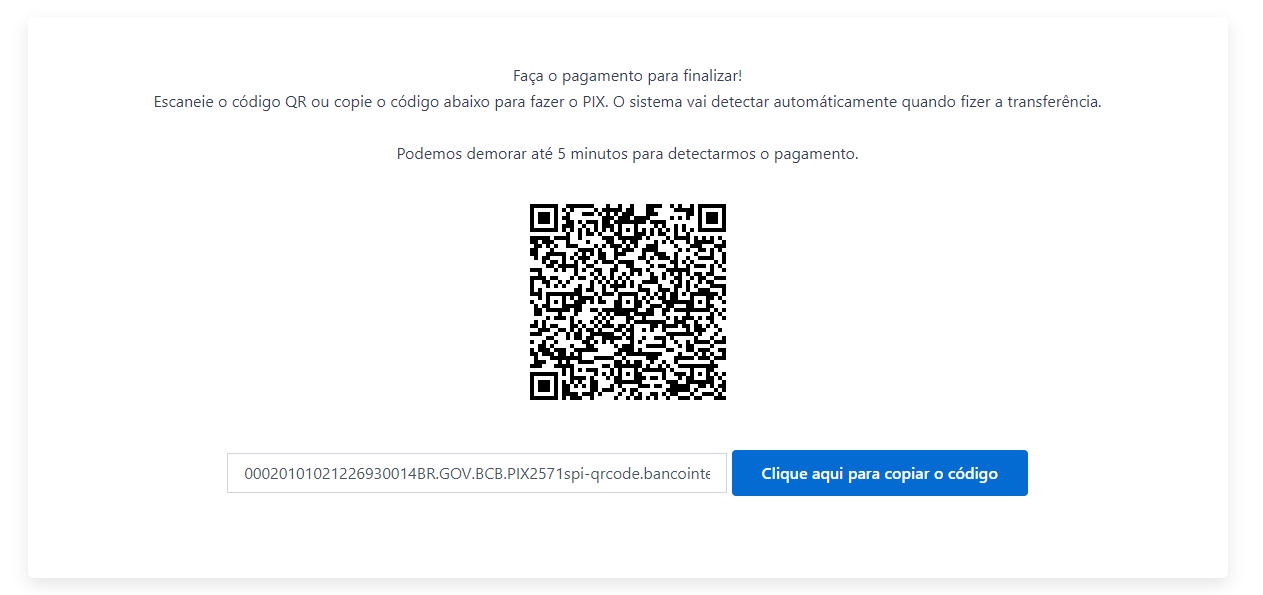 Faça o pagamento para finalizar!
Escaneie o código QR ou copie o código abaixo para fazer o PIX. O sistema vai detectar automáticamente quando fizer a transferência.
Podemos demorar até 5 minutos para detectarmos o pagamento.
00020101021226930014BR.GOV.BCB.PIX2571spi-qrcode.bancointe
Clique aqui para copiar o código